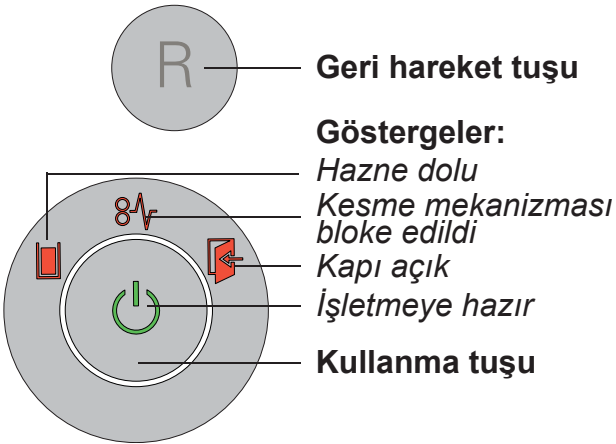 R
Geri hareket tuşu
Göstergeler:
Hazne dolu
Kesme mekanizması
bloke edildi
Kapı açık
İşletmeye hazır
Kullanma tuşu